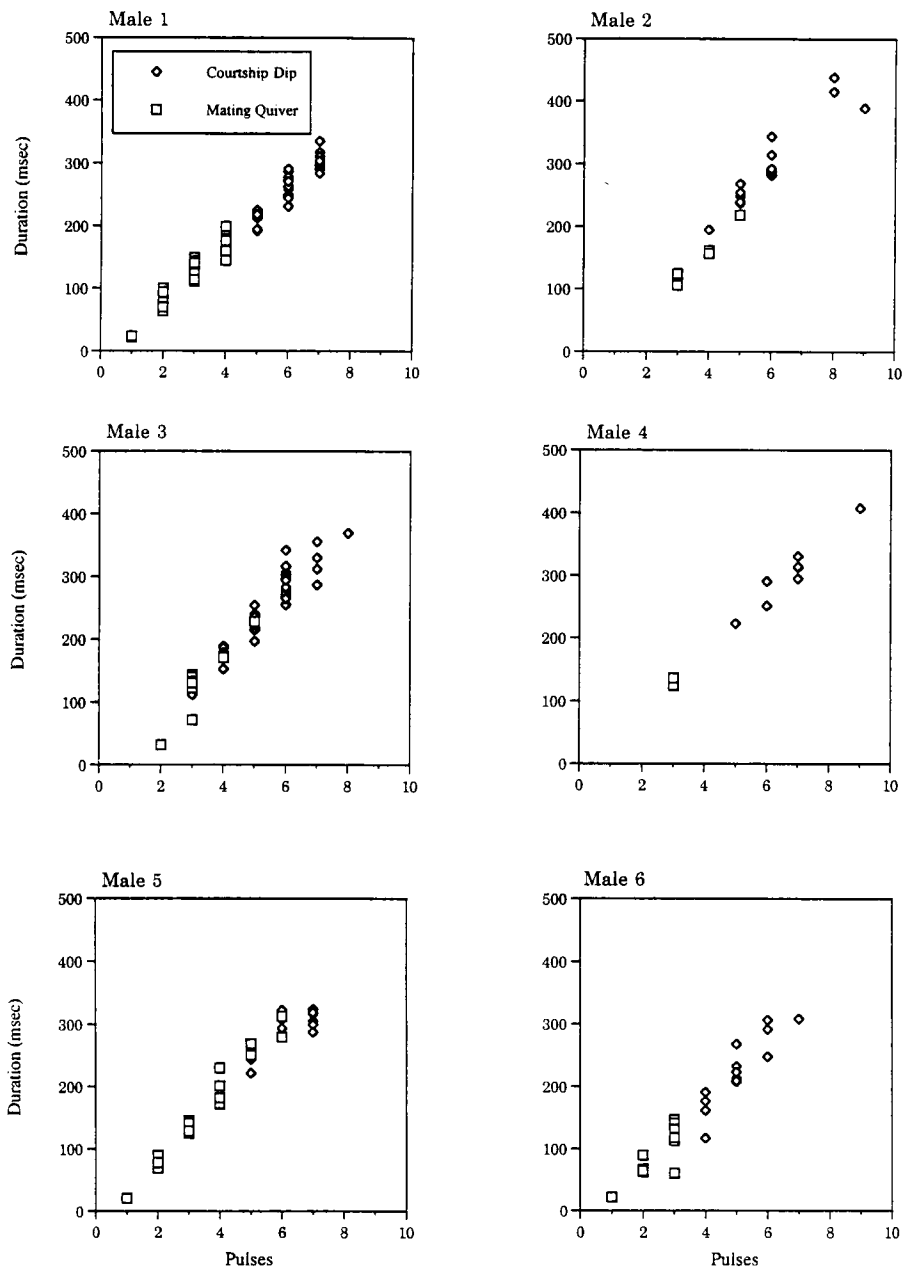 Male 1
Male 2
500
400
300
200
100
0
Duration (msec)
Courtship Dip
Mating Quiver
0 2 4 6 8 10
500
400
300
200
100
0
0 2 4 6 8 10
Male 3
Male 4
500
400
300
200
100
0
Duration (msec)
0 2 4 6 8 10
500
400
300
200
100
0
0 2 4 6 8 10
Male 5
Male 6
500
400
300
200
100
0
Duration (msec)
0 2 4 6 8 10
Pulses
500
400
300
200
100
0
0 2 4 6 8 10
Pulses